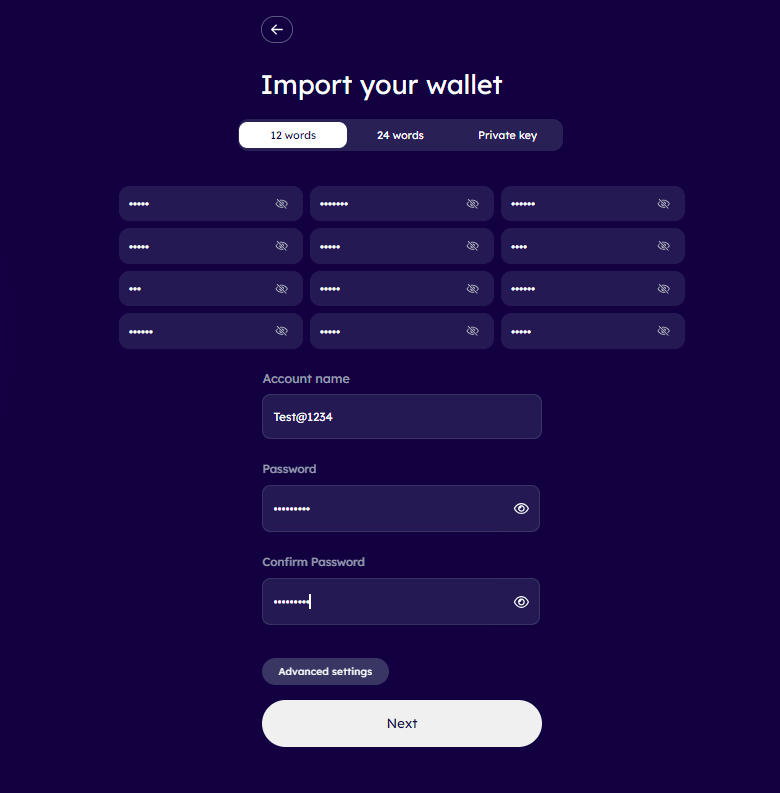 Import your wallet
12 words 24 words Private key
••••• ••••••• ••••••
••••• ••••• ••••
••• ••••• ••••••
•••••• ••••• •••••
Account name
Test@1234
Password
•••••••••
Confirm Password
•••••••••
Advanced settings
Next